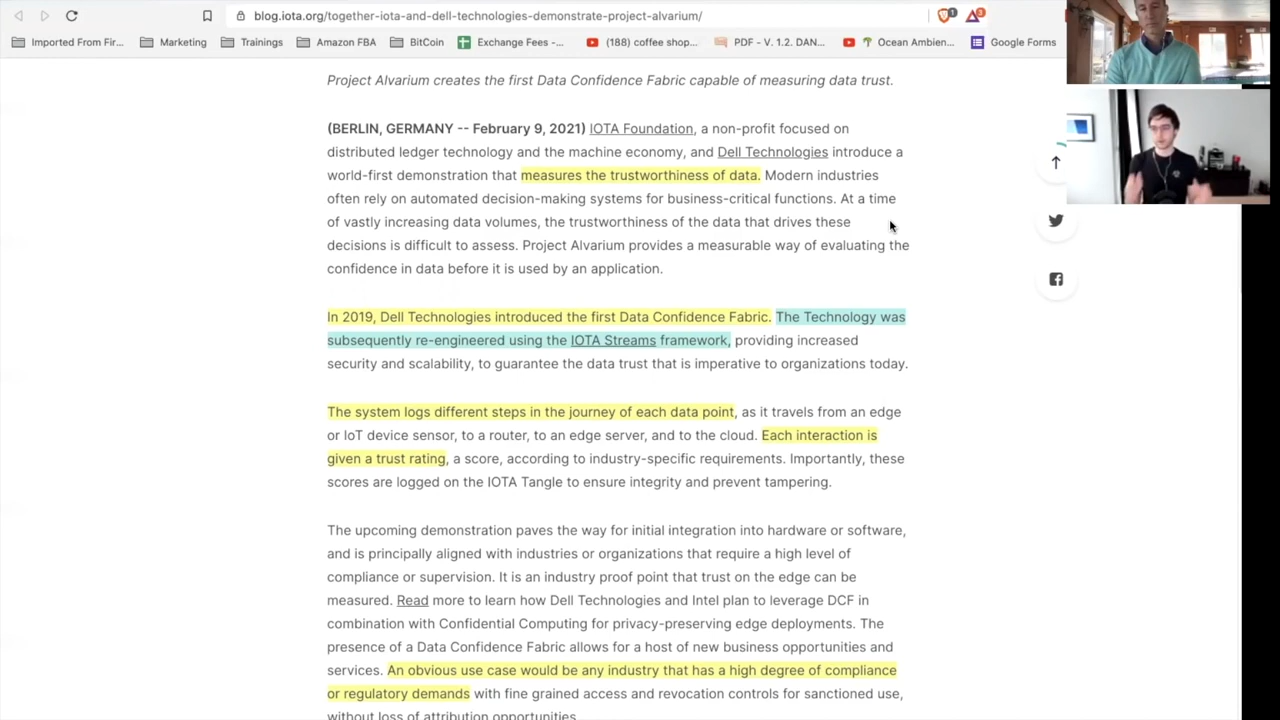 blog.iota.org/together-iota-and-dell-technologies-demonstrate-project-alvarium/
1
3
Imported From Fir...
Marketing
Trainings
Amazon FBA
BitCoin
Exchange Fees -...
(188) coffee shop...
PDF - V. 1.2. DAN...
Ocean Ambien...
Google Forms
Project Alvarium creates the first Data Confidence Fabric capable of measuring data trust.
(BERLIN, GERMANY -- February 9, 2021) IOTA Foundation, a non-profit focused on
distributed ledger technology and the machine economy, and Dell Technologies introduce a
world-first demonstration that measures the trustworthiness of data. Modern industries
often rely on automated decision-making systems for business-critical functions. At a time
of vastly increasing data volumes, the trustworthiness of the data that drives these
decisions is difficult to assess. Project Alvarium provides a measurable way of evaluating the
confidence in data before it is used by an application.
In 2019, Dell Technologies introduced the first Data Confidence Fabric. The Technology was
subsequently re-engineered using the IOTA Streams framework, providing increased
security and scalability, to guarantee the data trust that is imperative to organizations today.
The system logs different steps in the journey of each data point, as it travels from an edge
or IoT device sensor, to a router, to an edge server, and to the cloud. Each interaction is
given a trust rating, a score, according to industry-specific requirements. Importantly, these
scores are logged on the IOTA Tangle to ensure integrity and prevent tampering.
The upcoming demonstration paves the way for initial integration into hardware or software,
and is principally aligned with industries or organizations that require a high level of
compliance or supervision. It is an industry proof point that trust on the edge can be
measured. Read more to learn how Dell Technologies and Intel plan to leverage DCF in
combination with Confidential Computing for privacy-preserving edge deployments. The
presence of a Data Confidence Fabric allows for a host of new business opportunities and
services. An obvious use case would be any industry that has a high degree of compliance
or regulatory demands with fine grained access and revocation controls for sanctioned use,
without loss of attribution opportunities.